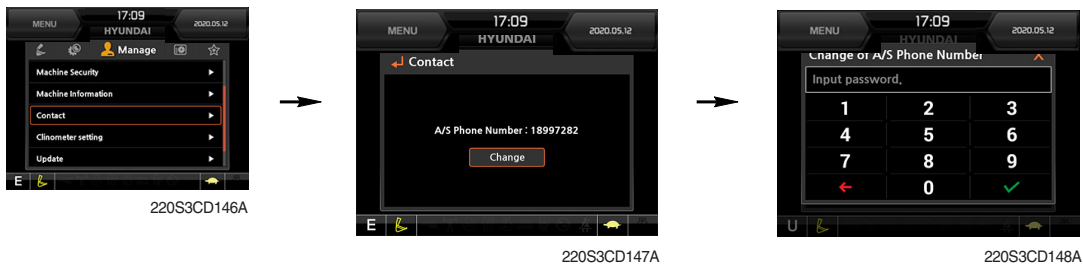 MENU
17:09
HYUNDAI
2020.05.12
Manage
Machine Security
Machine Information
Contact
Clinometer setting
Update
E
220S3CD146A
MENU
17:09
HYUNDAI
2020.05.12
Contact
A/S Phone Number : 18997282
Change
E
220S3CD147A
MENU
17:09
HYUNDAI
2020.05.12
Change of A/S Phone Number X
Input password.
1 2 3
4 5 6
7 8 9
0
U
220S3CD148A